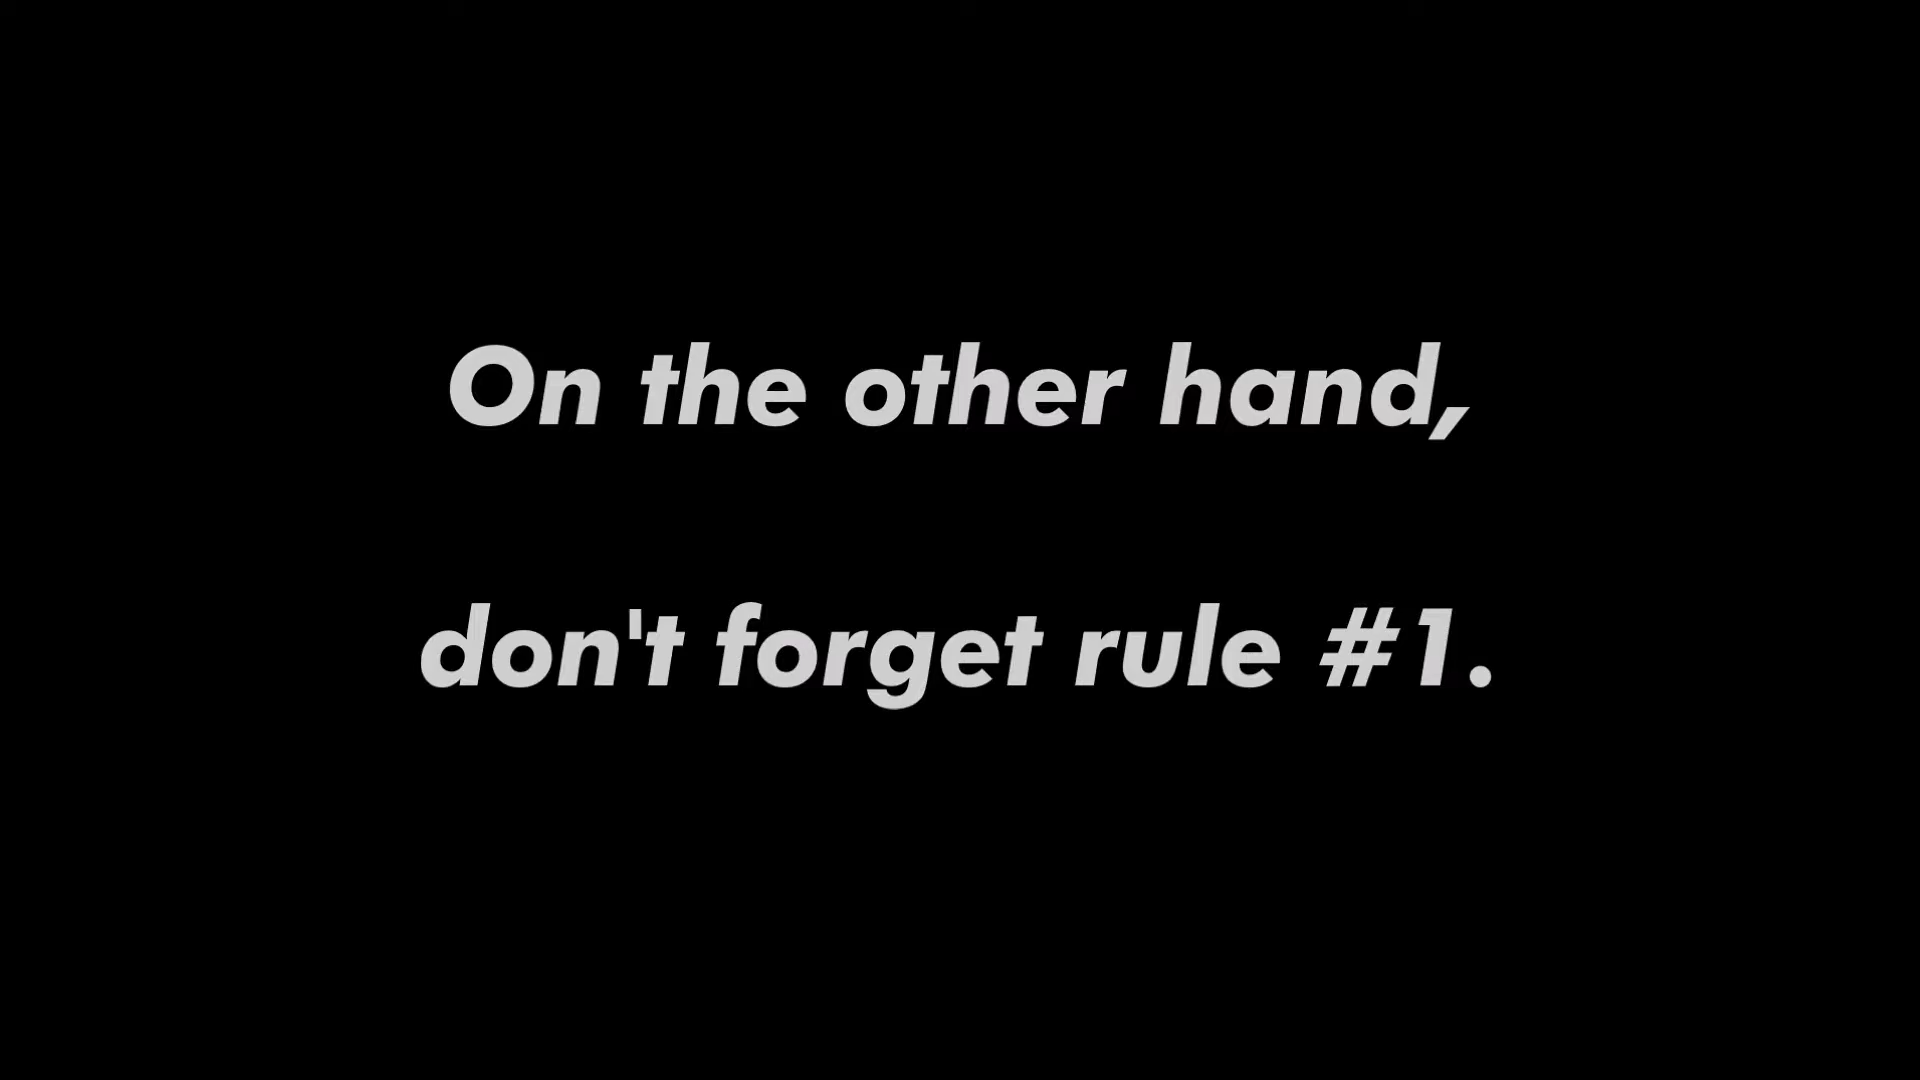 On the other hand,
don't forget rule #1.